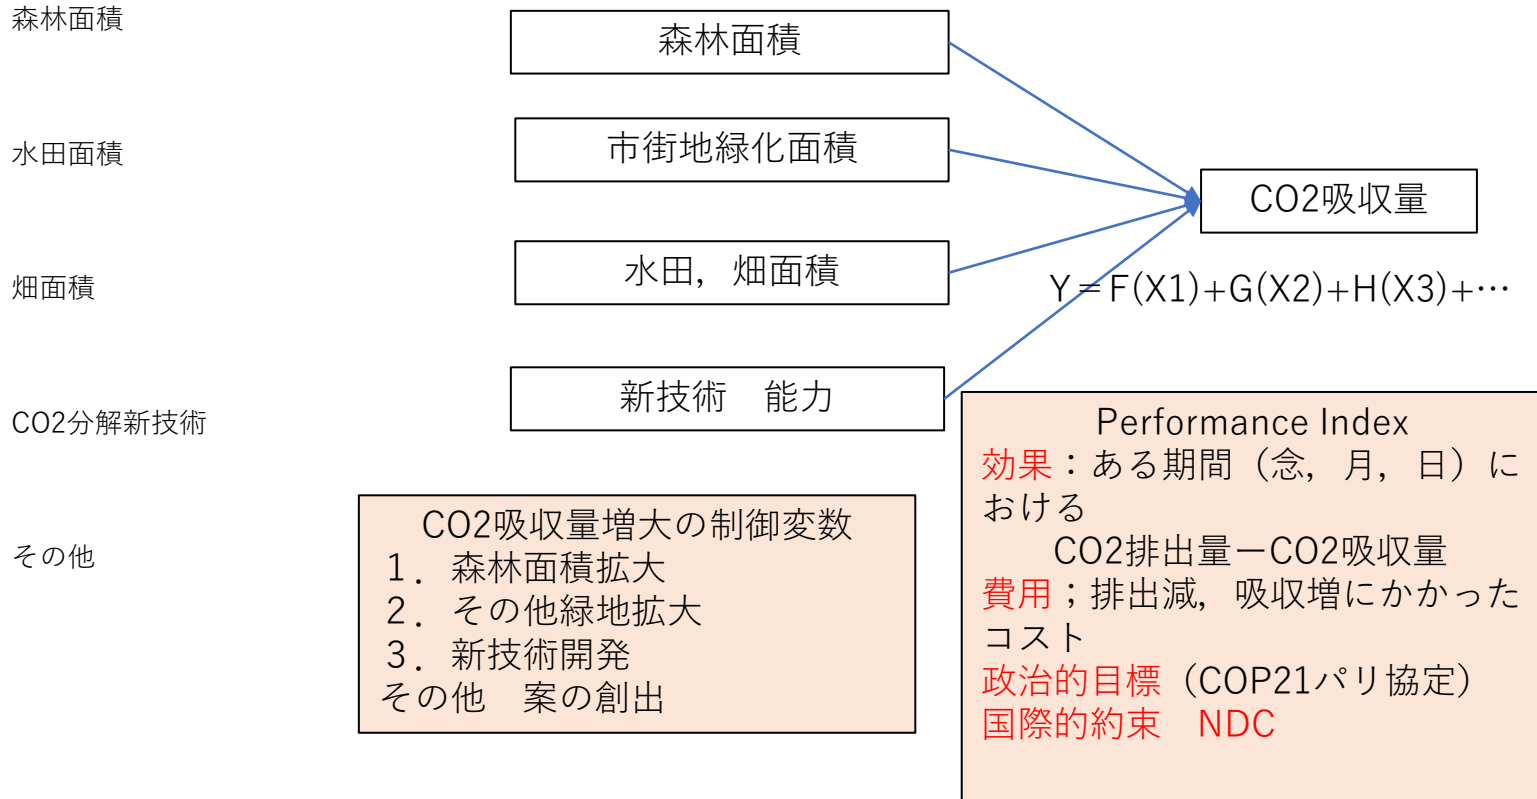 森林面積
水田面積
畑面積
CO2分解新技術
その他
森林面積
市街地緑化面積
水田，畑面積
新技術　能力
CO2吸収量
Y＝F(X1)+G(X2)+H(X3)+…
CO2吸収量増大の制御変数
１．森林面積拡大
２．その他緑地拡大
３．新技術開発
その他　案の創出
Performance Index
効果：ある期間（念，月，日）に
おける
CO2排出量ーCO2吸収量
費用；排出減，吸収増にかかった
コスト
政治的目標（COP21パリ協定）
国際的約束　NDC